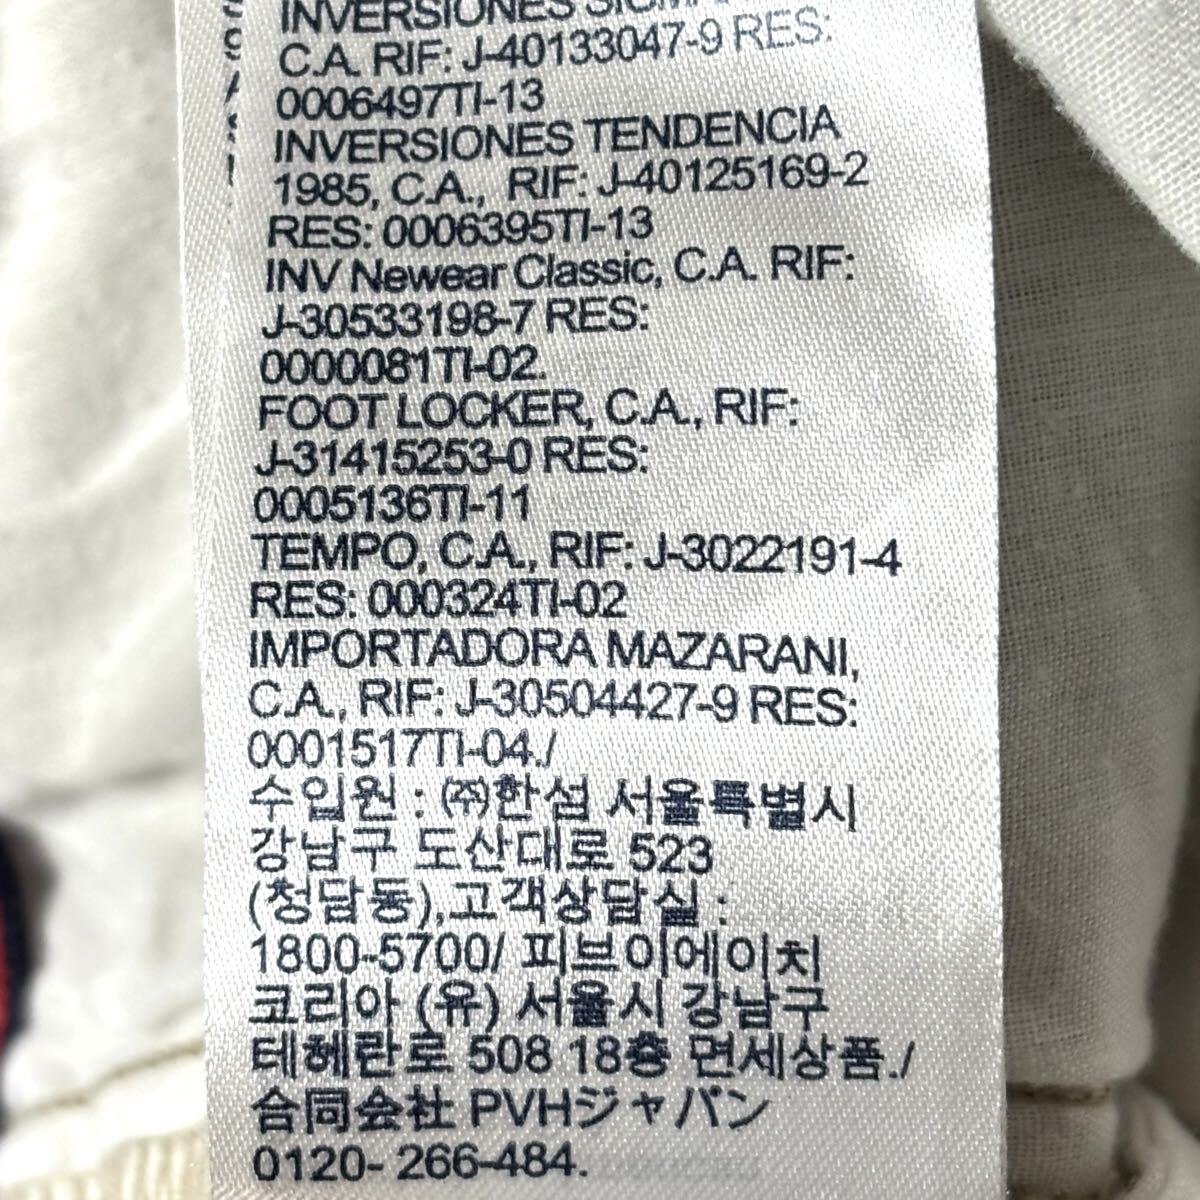 INVERSIONES SIGMA
C.A. RIF: J-40133047-9 RES:
0006497TI-13
INVERSIONES TENDENCIA
1985, C.A., RIF: J-40125169-2
RES: 0006395TI-13
INV Newear Classic, C.A. RIF:
J-30533198-7 RES:
0000081TI-02.
FOOT LOCKER, C.A., RIF:
J-31415253-0 RES:
0005136TI-11
TEMPO, C.A., RIF: J-3022191-4
RES: 000324TI-02
IMPORTADORA MAZARANI,
C.A., RIF: J-30504427-9 RES:
0001517TI-04./
수입원 : ㈜한섬 서울특별시
강남구 도산대로 523
(청담동),고객상담실 :
1800-5700/ 피브이에이치
코리아 (유) 서울시 강남구
테헤란로 508 18층 면세상품./
合同会社 PVHジャパン
0120- 266-484.